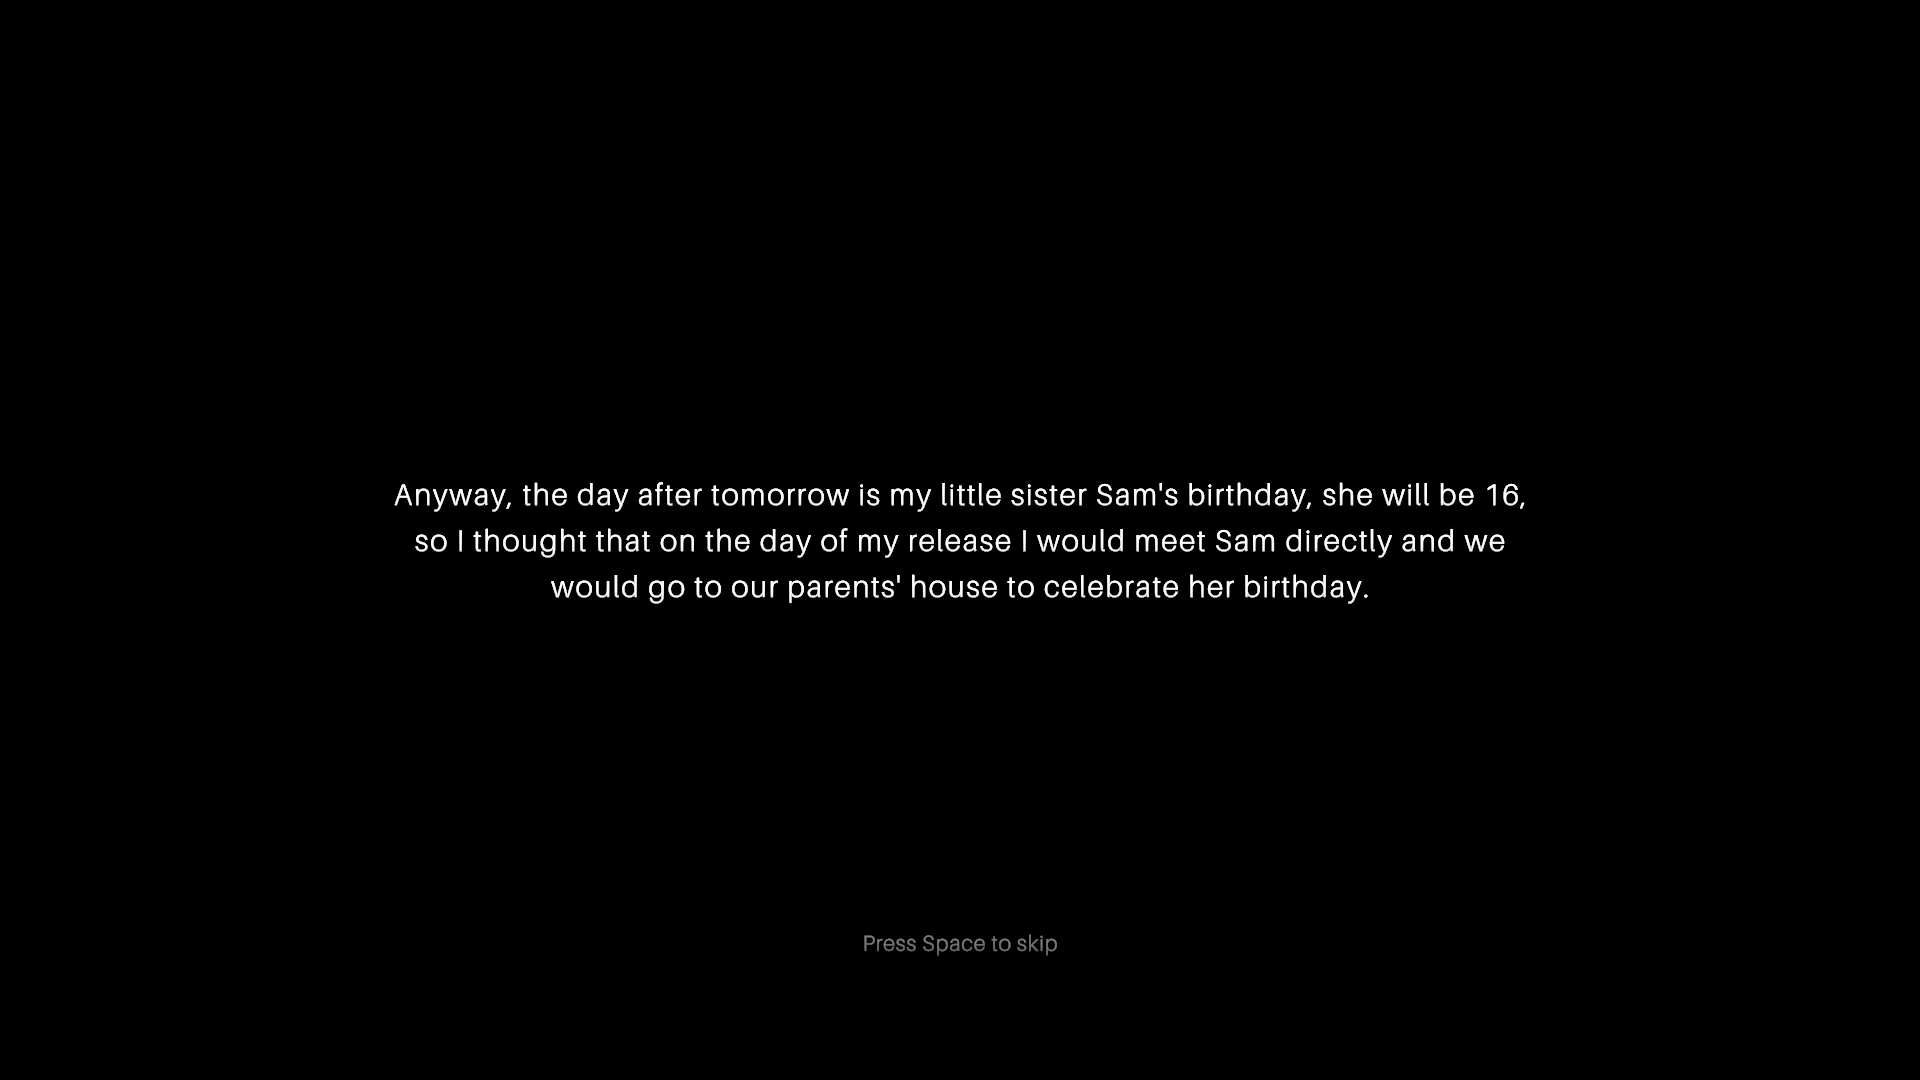 Anyway, the day after tomorrow is my little sister Sam's birthday, she will be 16,
so I thought that on the day of my release I would meet Sam directly and we
would go to our parents' house to celebrate her birthday.
Press Space to skip